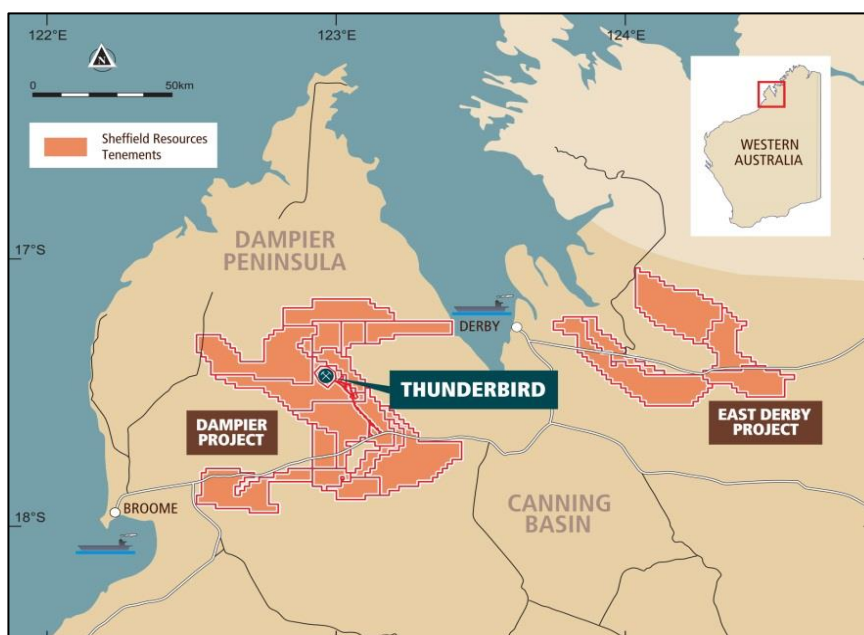 122°E
123°E
124°E
N
0
50km
Sheffield Resources
Tenements
WESTERN
AUSTRALIA
17°S
DAMPIER
PENINSULA
DERBY
THUNDERBIRD
DAMPIER
PROJECT
EAST DERBY
PROJECT
CANNING
BASIN
BROOME
18°S